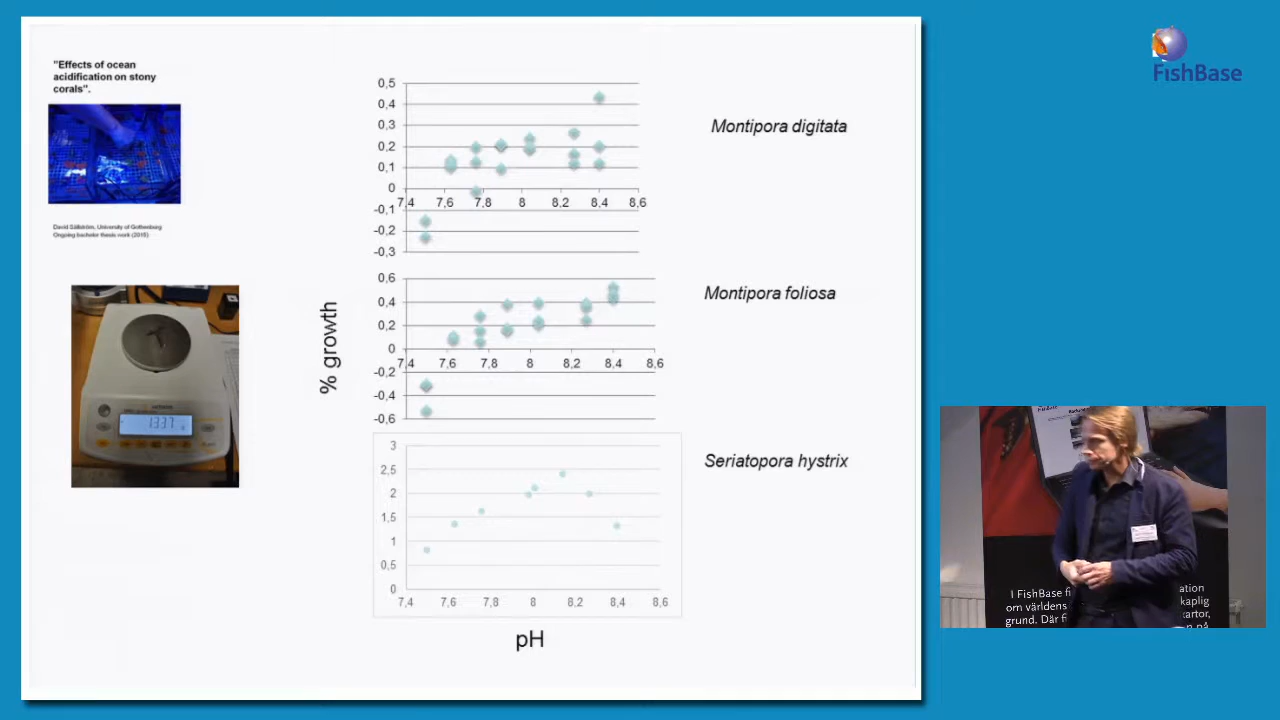 "Effects of ocean
acidification on stony
corals".
David Sällström, University of Gothenburg
Ongoing bachelor thesis work (2015)
FishBase
0,5
0,4
0,3
0,2
0,1
0
-0,1
-0,2
-0,3
7,4 7,6 7,8 8 8,2 8,4 8,6
Montipora digitata
0,6
0,4
0,2
0
-0,2
-0,4
-0,6
7,4 7,6 7,8 8 8,2 8,4 8,6
Montipora foliosa
% growth
3
2,5
2
1,5
1
0,5
0
7,4 7,6 7,8 8 8,2 8,4 8,6
Seriatopora hystrix
pH
1337
I FishBase
om världens
grund. Där
ation
kaplig
kartor,
på